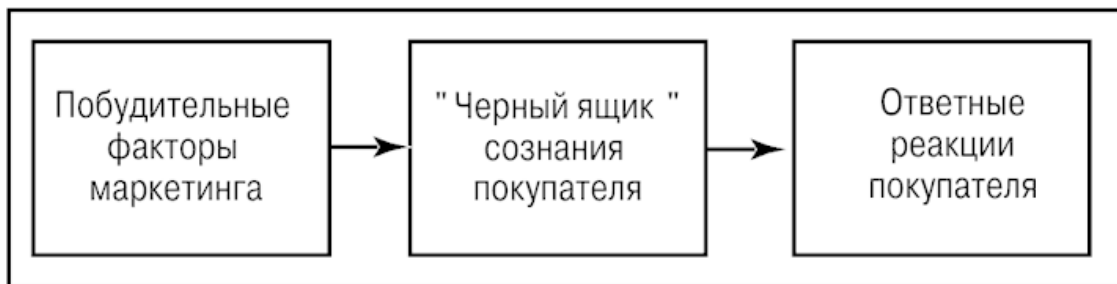 Побудительные
факторы
маркетинга
" Черный ящик "
сознания
покупателя
Ответные
реакции
покупателя